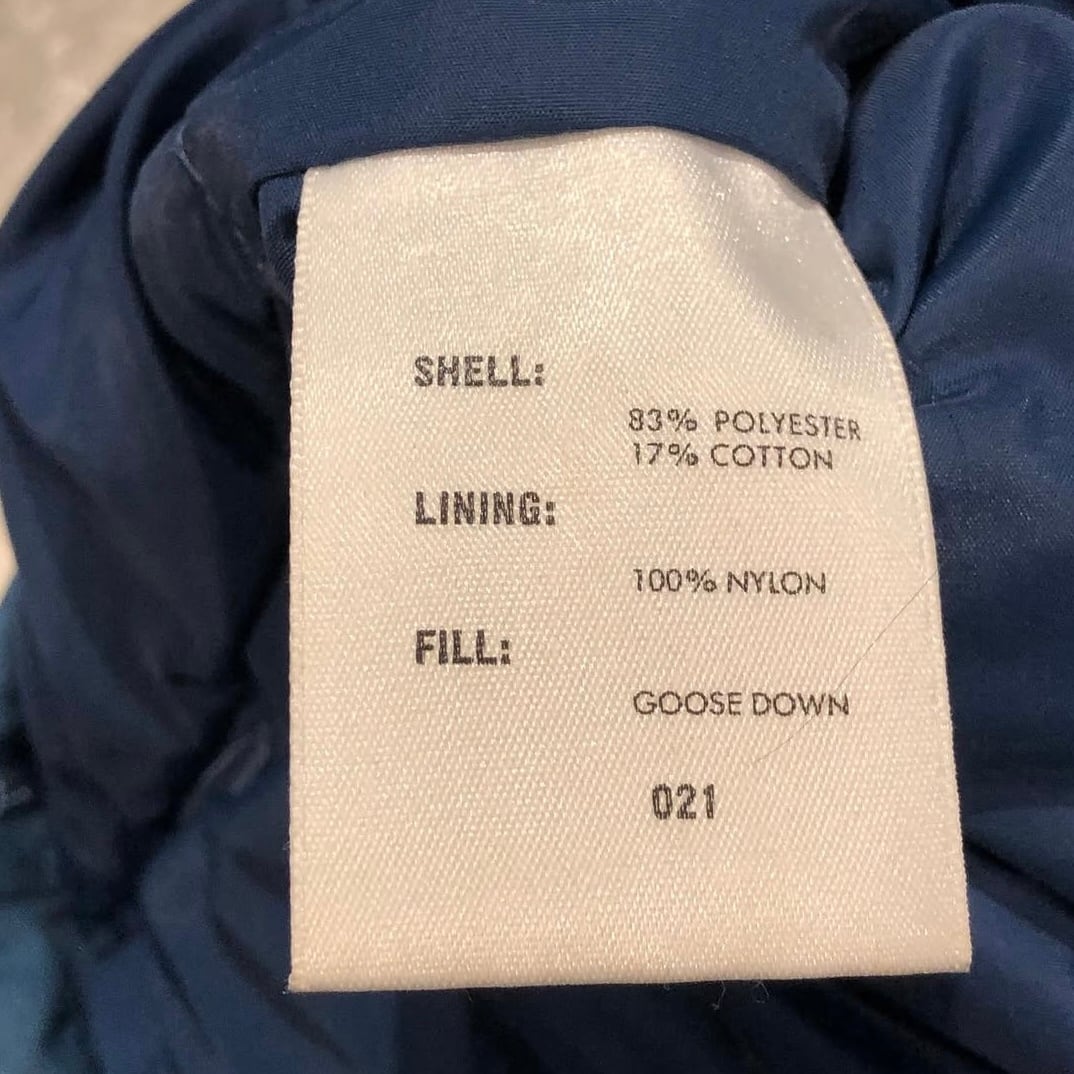 SHELL:
83% POLYESTER
17% COTTON
LINING:
100% NYLON
FILL:
GOOSE DOWN
021